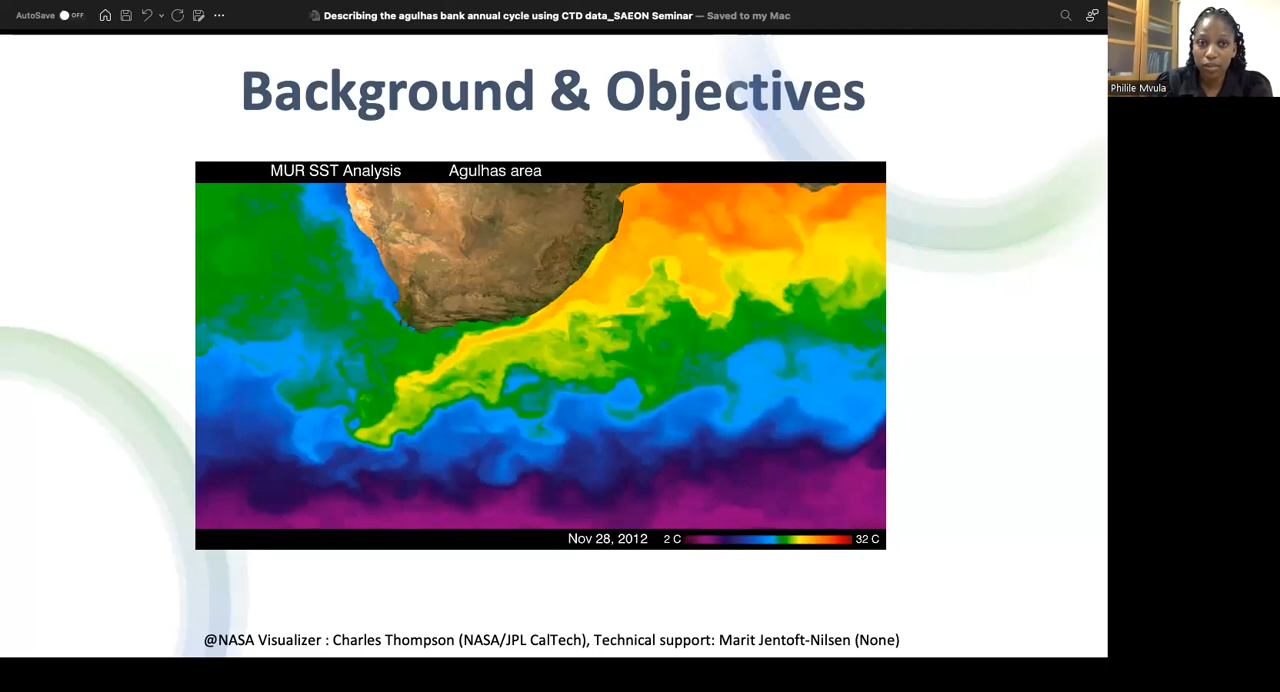 AutoSave OFF
Describing the agulhas bank annual cycle using CTD data_SAEON Seminar — Saved to my Mac
Philile Mvula
Background & Objectives
MUR SST Analysis Agulhas area
Nov 28, 2012 2 C 32 C
@NASA Visualizer : Charles Thompson (NASA/JPL CalTech), Technical support: Marit Jentoft-Nilsen (None)